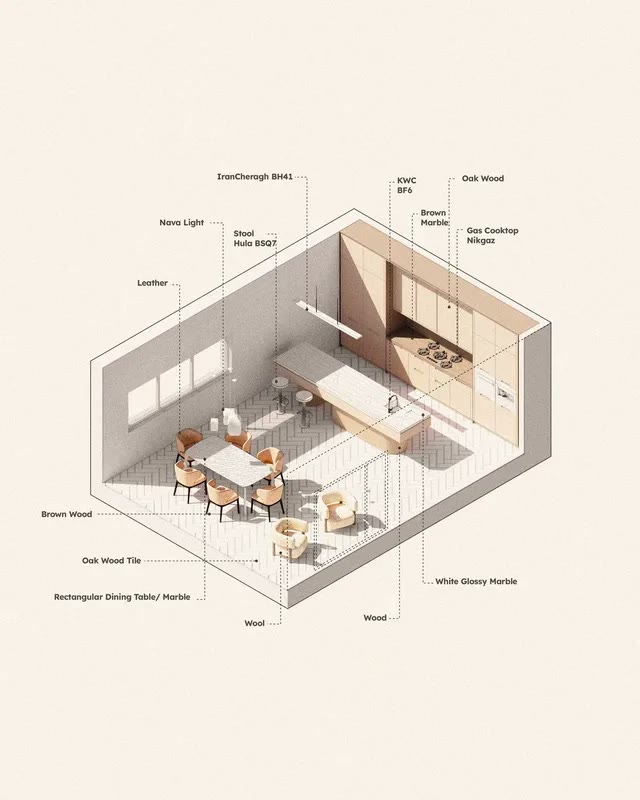 IranCheragh BH41
KWC
BF6
Oak Wood
Brown
Marble
Nava Light
Stool
Hula BSQ7
Gas Cooktop
Nikgaz
Leather
Brown Wood
Oak Wood Tile
White Glossy Marble
Rectangular Dining Table/ Marble
Wool
Wood